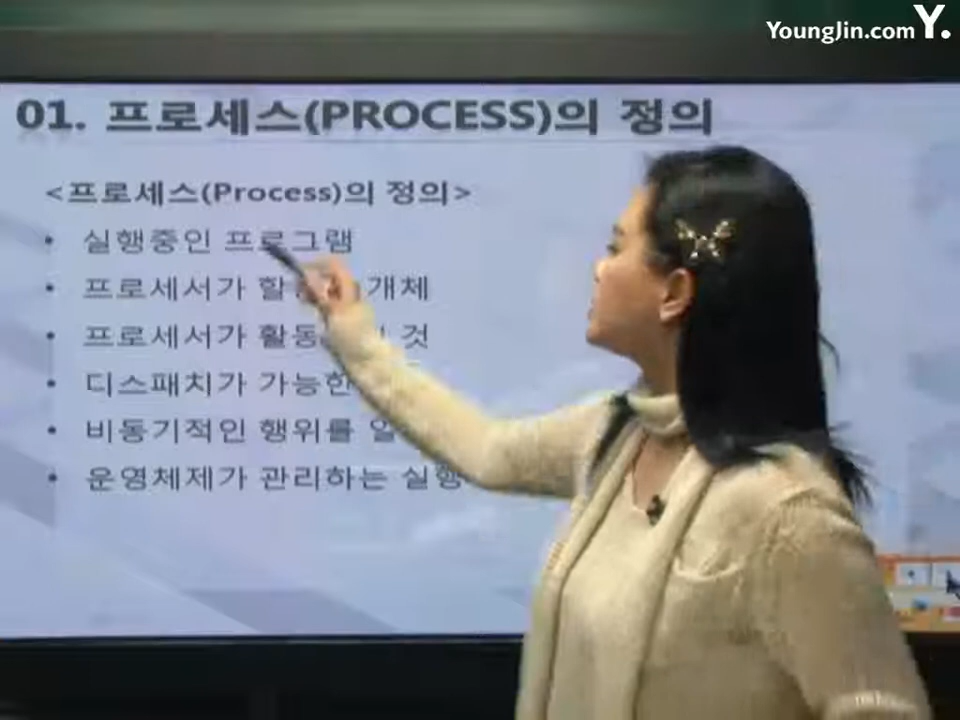 YoungJin.com Y.
01. 프로세스(PROCESS)의 정의
<프로세스(Process)의 정의>
• 실행중인 프로그램
• 프로세서가 개체
• 프로세서가 것
• 디스패치가 가능한
• 비동기적인 행위를
• 운영체제가 관리하는 실행